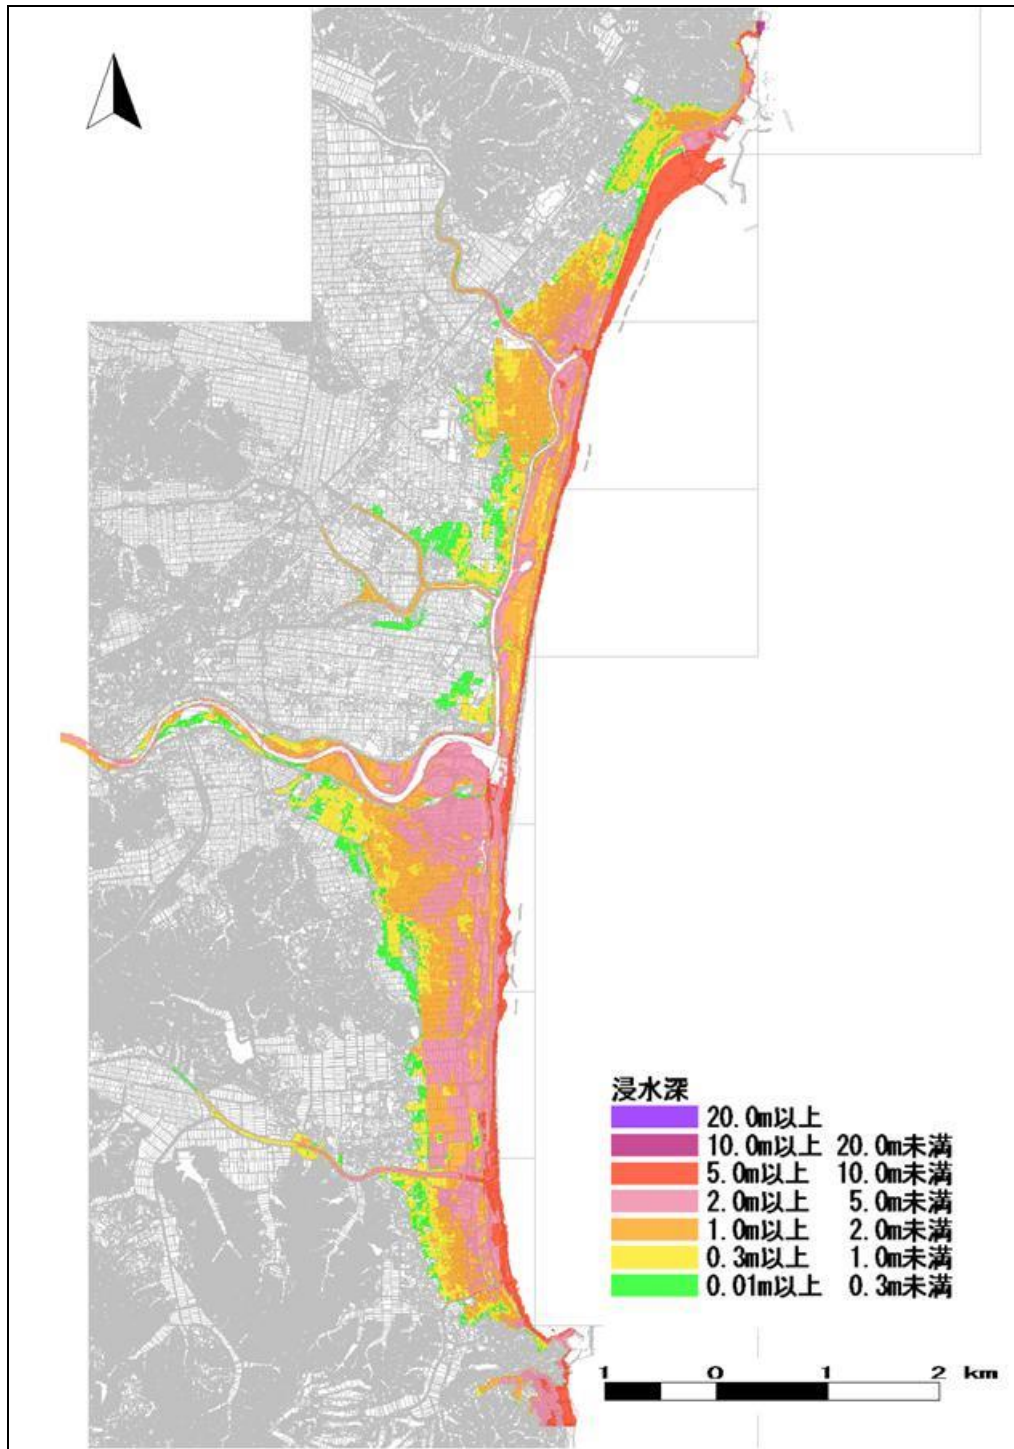 浸水深
20.0m以上
10.0m以上 20.0m未満
5.0m以上 10.0m未満
2.0m以上 5.0m未満
1.0m以上 2.0m未満
0.3m以上 1.0m未満
0.01m以上 0.3m未満
1 0 1 2 km